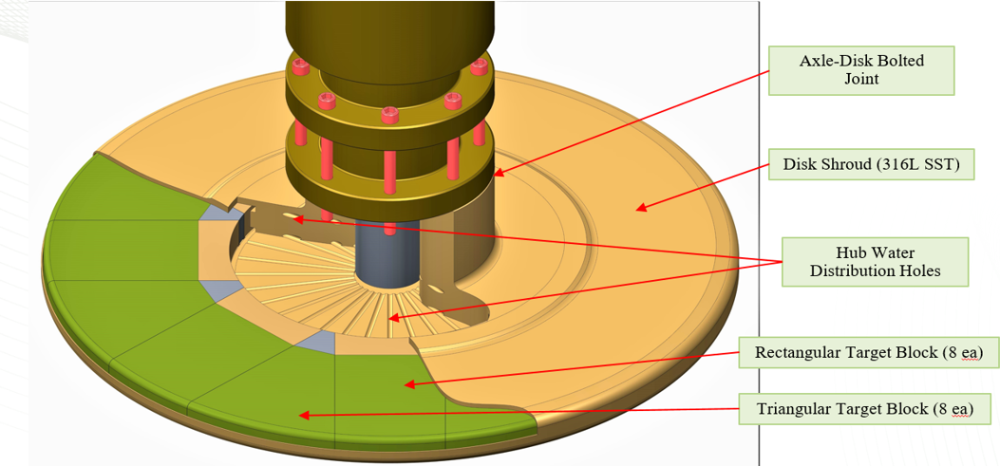 Axle-Disk Bolted
Joint
Disk Shroud (316L SST)
Hub Water
Distribution Holes
Rectangular Target Block (8 ea)
Triangular Target Block (8 ea)